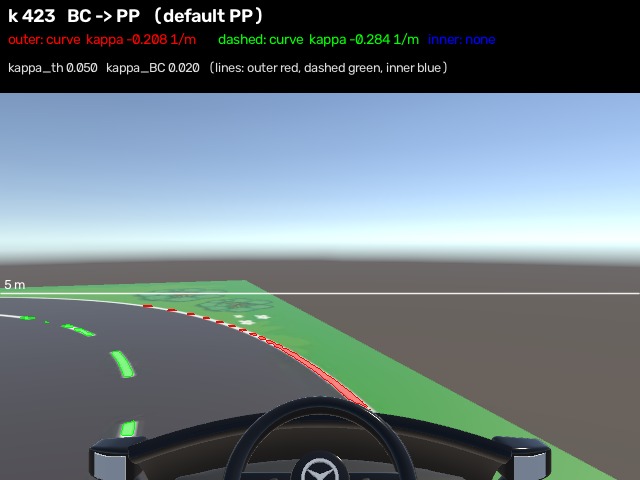 k 423 BC -> PP (default PP)
outer: curve kappa -0.208 1/m dashed: curve kappa -0.284 1/m inner: none
kappa_th 0.050 kappa_BC 0.020 (lines: outer red, dashed green, inner blue)
5 m